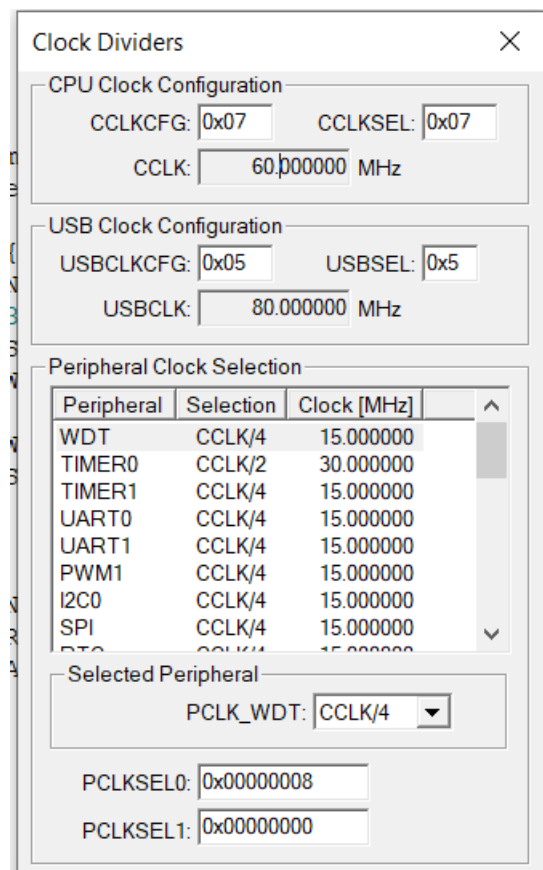 Clock Dividers
CPU Clock Configuration
CCLKCFG: 0x07 CCLKSEL: 0x07
CCLK: 60.000000 MHz
USB Clock Configuration
USBCLKCFG: 0x05 USBSEL: 0x5
USBCLK: 80.000000 MHz
Peripheral Clock Selection
Peripheral Selection Clock [MHz]
WDT CCLK/4 15.000000
TIMER0 CCLK/2 30.000000
TIMER1 CCLK/4 15.000000
UART0 CCLK/4 15.000000
UART1 CCLK/4 15.000000
PWM1 CCLK/4 15.000000
I2C0 CCLK/4 15.000000
SPI CCLK/4 15.000000
Selected Peripheral
PCLK_WDT: CCLK/4
PCLKSEL0: 0x00000008
PCLKSEL1: 0x00000000